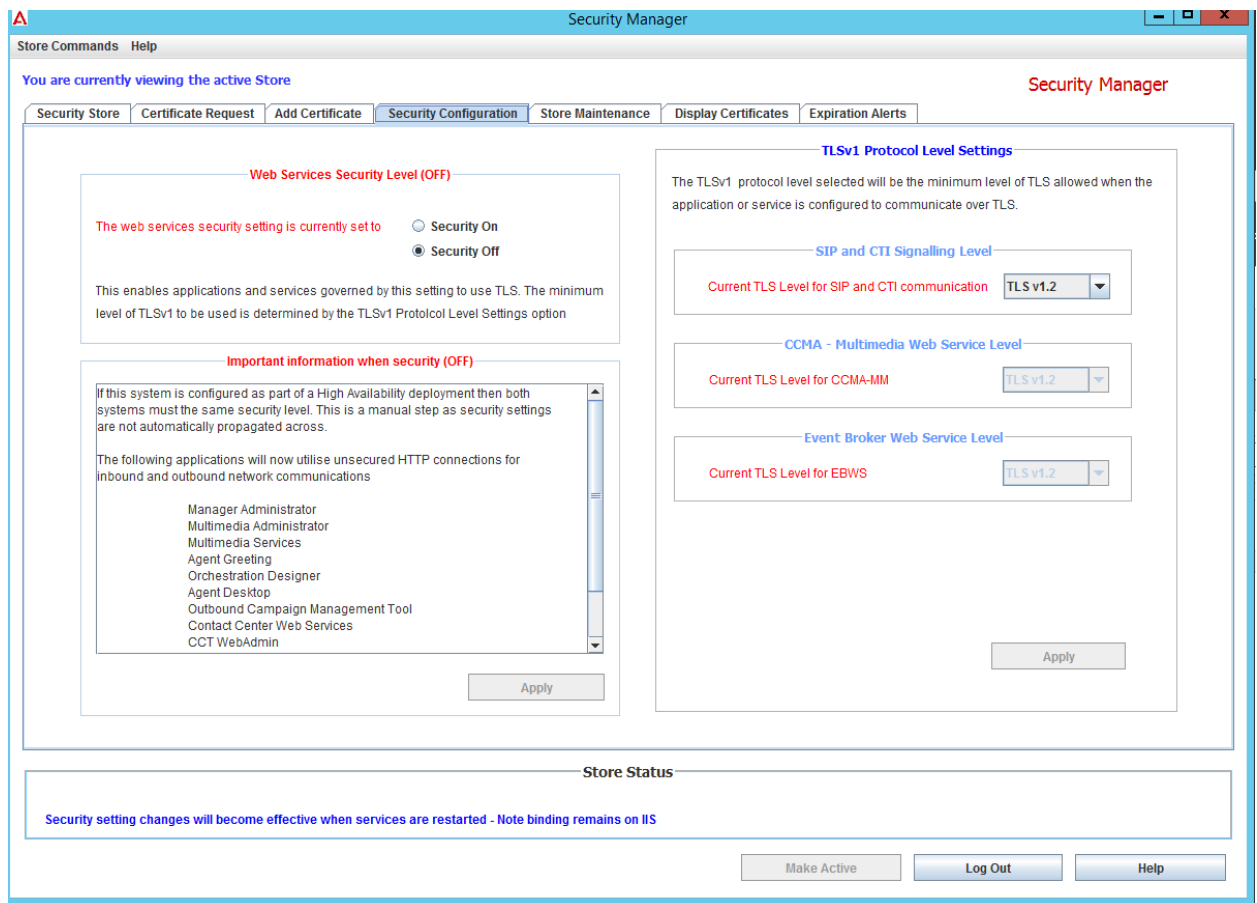 Security Manager
Store Commands Help
You are currently viewing the active Store
Security Manager
Security Store Certificate Request Add Certificate Security Configuration Store Maintenance Display Certificates Expiration Alerts
Web Services Security Level (OFF)
The web services security setting is currently set to
Security On
Security Off
This enables applications and services governed by this setting to use TLS. The minimum
level of TLSv1 to be used is determined by the TLSv1 Protolcol Level Settings option
Important information when security (OFF)
If this system is configured as part of a High Availability deployment then both
systems must the same security level. This is a manual step as security settings
are not automatically propagated across.
The following applications will now utilise unsecured HTTP connections for
inbound and outbound network communications
Manager Administrator
Multimedia Administrator
Multimedia Services
Agent Greeting
Orchestration Designer
Agent Desktop
Outbound Campaign Management Tool
Contact Center Web Services
CCT WebAdmin
Apply
TLSv1 Protocol Level Settings
The TLSv1 protocol level selected will be the minimum level of TLS allowed when the
application or service is configured to communicate over TLS.
SIP and CTI Signalling Level
Current TLS Level for SIP and CTI communication TLS v1.2
CCMA - Multimedia Web Service Level
Current TLS Level for CCMA-MM TLS v1.2
Event Broker Web Service Level
Current TLS Level for EBWS TLS v1.2
Apply
Store Status
Security setting changes will become effective when services are restarted - Note binding remains on IIS
Make Active Log Out Help